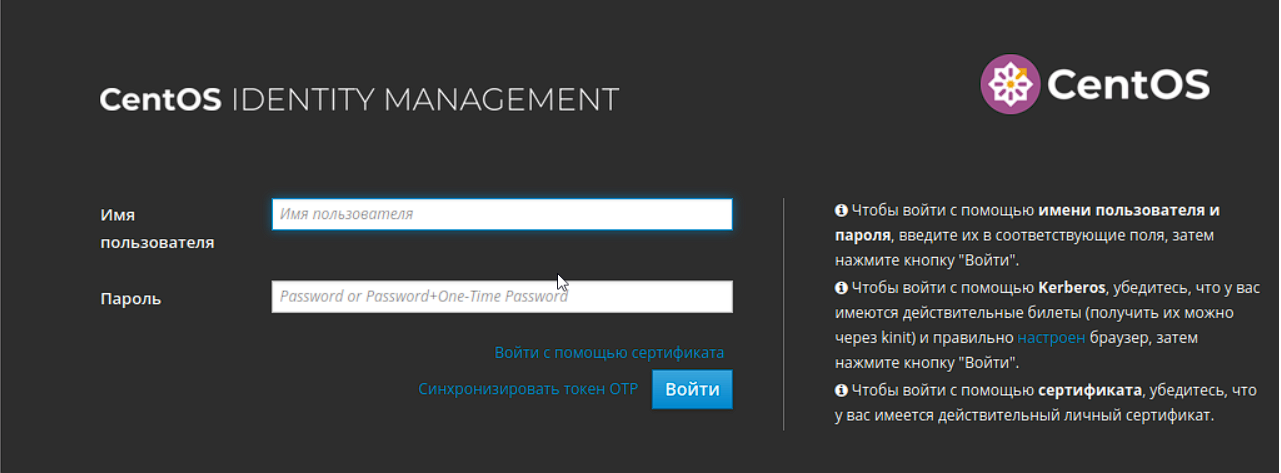 CentOS IDENTITY MANAGEMENT
CentOS
Имя
пользователя
Имя пользователя
Пароль
Password or Password+One-Time Password
Войти с помощью сертификата
Синхронизировать токен OTP
Войти
Чтобы войти с помощью имени пользователя и
пароля, введите их в соответствующие поля, затем
нажмите кнопку "Войти".
Чтобы войти с помощью Kerberos, убедитесь, что у вас
имеются действительные билеты (получить их можно
через kinit) и правильно настроен браузер, затем
нажмите кнопку "Войти".
Чтобы войти с помощью сертификата, убедитесь, что
у вас имеется действительный личный сертификат.